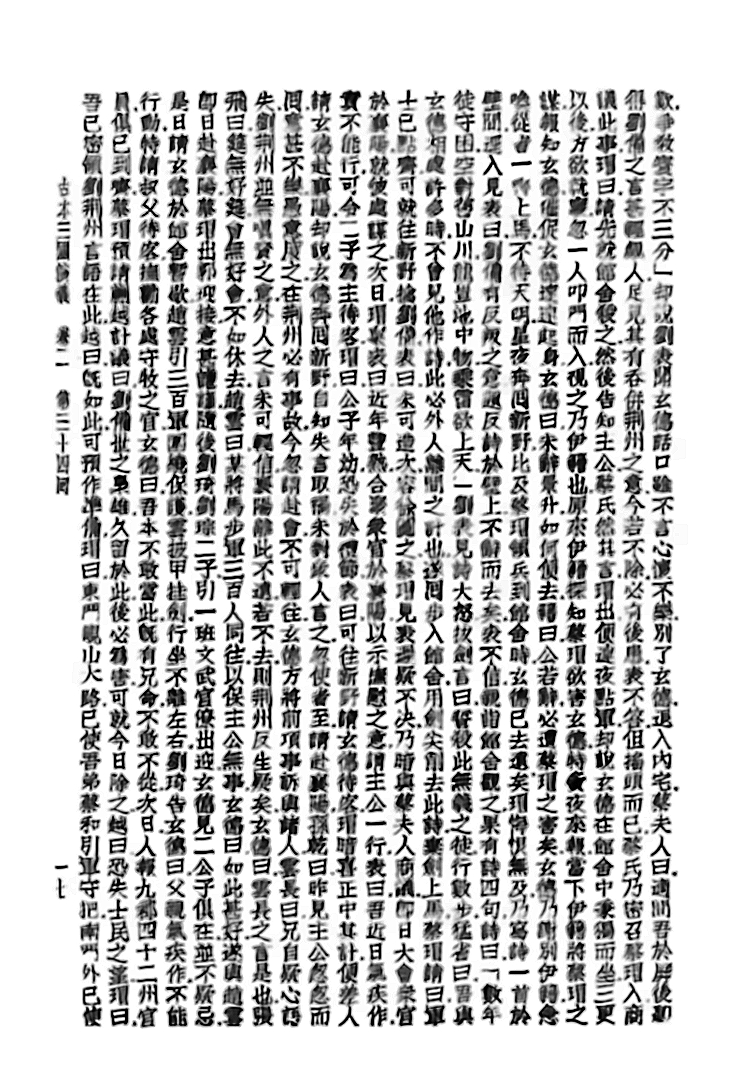 歎爭教寰宇不三分」却說劉表聞玄德話口雖不言心懷不樂別了玄德退入內宅蔡夫人曰適間吾於屏後聽
得劉備之言甚輕覷人足見其有吞併荊州之意今若不除必有後患表不答但搖頭而已蔡氏乃密召蔡瑁入商
議此事瑁曰請先就館舍殺之然後告知主公蔡氏然其言瑁出便連夜點軍却說玄德在館舍中秉燭而坐三更
以後方欲就寢忽一人叩門而入視之乃伊籍也原來伊籍探知蔡瑁欲害玄德特夤夜來報當下伊籍將蔡瑁之
謀報知玄德催促玄德速速起身玄德曰未辭景升如何便去籍曰公若辭必遭蔡瑁之害矣玄德乃謝別伊籍急
喚從者一齊上馬不待天明星夜奔回新野比及蔡瑁領兵到館舍時玄德已去遠矣瑁悔恨無及乃寫詩一首於
壁間逕入見表曰劉備有反叛之意題反詩於壁上不辭而去矣表不信親詣館舍觀之果有詩四句詩曰「數年
徒守困空對舊山川龍豈池中物乘雷欲上天」劉表見詩大怒拔劍言曰誓殺此無義之徒行數步猛省曰吾與
玄德相處許多時不曾見他作詩此必外人離間之計也遂回步入館舍用劍尖削去此詩棄劍上馬蔡瑁請曰軍
士已點齊可就往新野擒劉備表曰未可造次容徐圖之蔡瑁見表遲疑不決乃暗與蔡夫人商議即日大會衆官
於襄陽就彼處謀之次日瑁稟表曰近年豐熟合聚衆官於襄陽以示撫慰之意請主公一行表曰吾近日氣疾作
實不能行可令二子爲主待客瑁曰公子年幼恐失於禮節表曰可往新野請玄德待客瑁暗喜正中其計便差人
請玄德赴襄陽却說玄德奔回新野自知失言取禍未對衆人言之忽使者至請赴襄陽孫乾曰昨見主公忽忽而
回意甚不樂愚意度之在荊州必有事故今忽請赴會不可輕往玄德方將前項事訴與諸人雲長曰兄自疑心語
失劉荊州並無嗔責之意外人之言未可輕信襄陽離此不遠若不去則荊州反生疑矣玄德曰雲長之言是也張
飛曰筵無好筵會無好會不如休去趙雲曰某將馬步軍三百人同往以保主公無事玄德曰如此甚好遂與趙雲
即日赴襄陽蔡瑁出郭迎接意甚謙謹隨後劉琦劉琮二子引一班文武官僚出迎玄德見二公子俱在並不疑忌
是日請玄德於館舍暫歇趙雲引三百軍圍繞保護雲披甲挂劍行坐不離左右劉琦告玄德曰父親氣疾作不能
行動特請叔父待客撫勸各處守牧之官玄德曰吾本不敢當此旣有兄命不敢不從次日人報九郡四十二州官
員俱已到齊蔡瑁預請蒯越計議曰劉備世之梟雄久留於此後必爲害可就今日除之越曰恐失士民之望瑁曰
吾已密領劉荊州言語在此越曰旣如此可預作準備瑁曰東門峴山大路已使吾弟蔡和引軍守把南門外已使
古本三國演義　卷二　第三十四回　一七